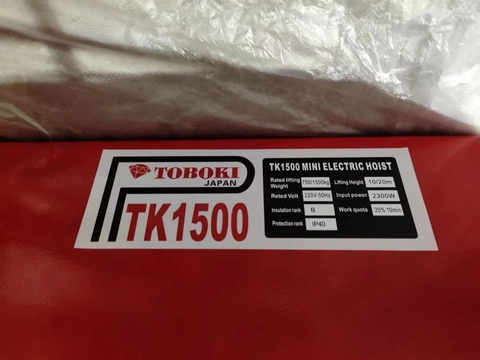 TOBOKI
JAPAN
TK1500
TK1500 MINI ELECTRIC HOIST
Rated lifting Weight 750/1500kg Lifting Height 10/20m
Rated Volt 220V-50Hz Input power 2300W
Insulation rank B Work quota 20% 10min
Protection rank IP40